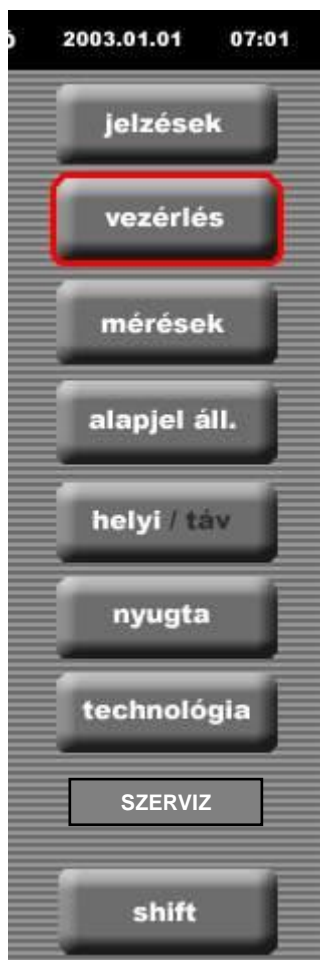 ó 2003.01.01 07:01
jelzések
vezérlés
mérések
alapjel áll.
helyi / táv
nyugta
technológia
SZERVIZ
shift